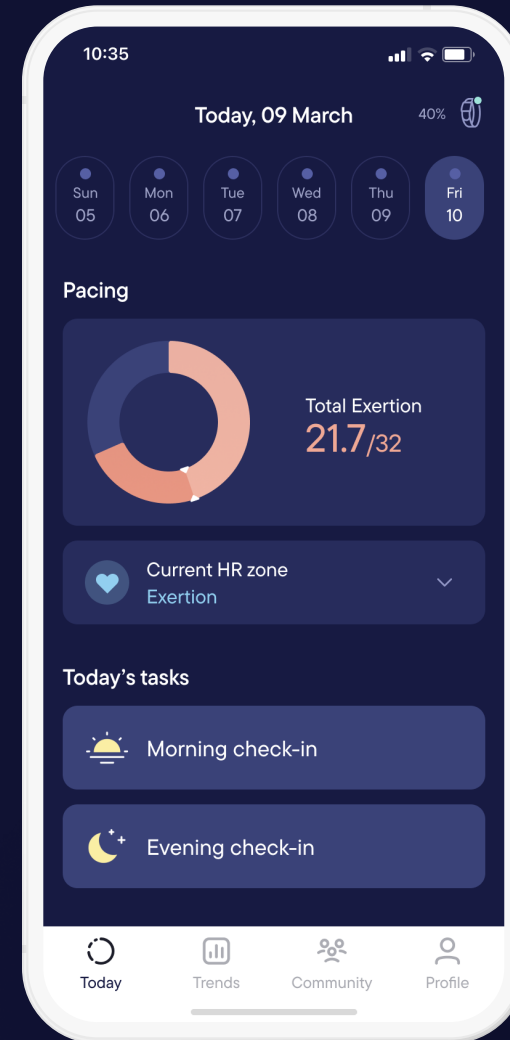 10:35
Today, 09 March
40%
Sun
05
Mon
06
Tue
07
Wed
08
Thu
09
Fri
10
Pacing
Total Exertion
21.7/32
Current HR zone
Exertion
Today’s tasks
Morning check-in
Evening check-in
Today
Trends
Community
Profile